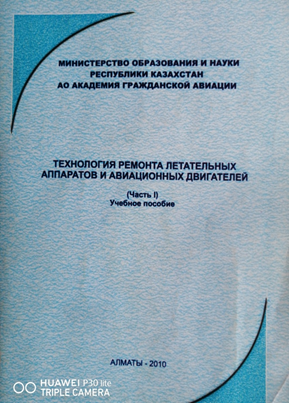 МИНИСТЕРСТВО ОБРАЗОВАНИЯ И НАУКИ
РЕСПУБЛИКИ КАЗАХСТАН
АО АКАДЕМИЯ ГРАЖДАНСКОЙ АВИАЦИИ
ТЕХНОЛОГИЯ РЕМОНТА ЛЕТАТЕЛЬНЫХ
АППАРАТОВ И АВИАЦИОННЫХ ДВИГАТЕЛЕЙ
(Часть I)
Учебное пособие
АЛМАТЫ - 2010
HUAWEI P30 lite
TRIPLE CAMERA